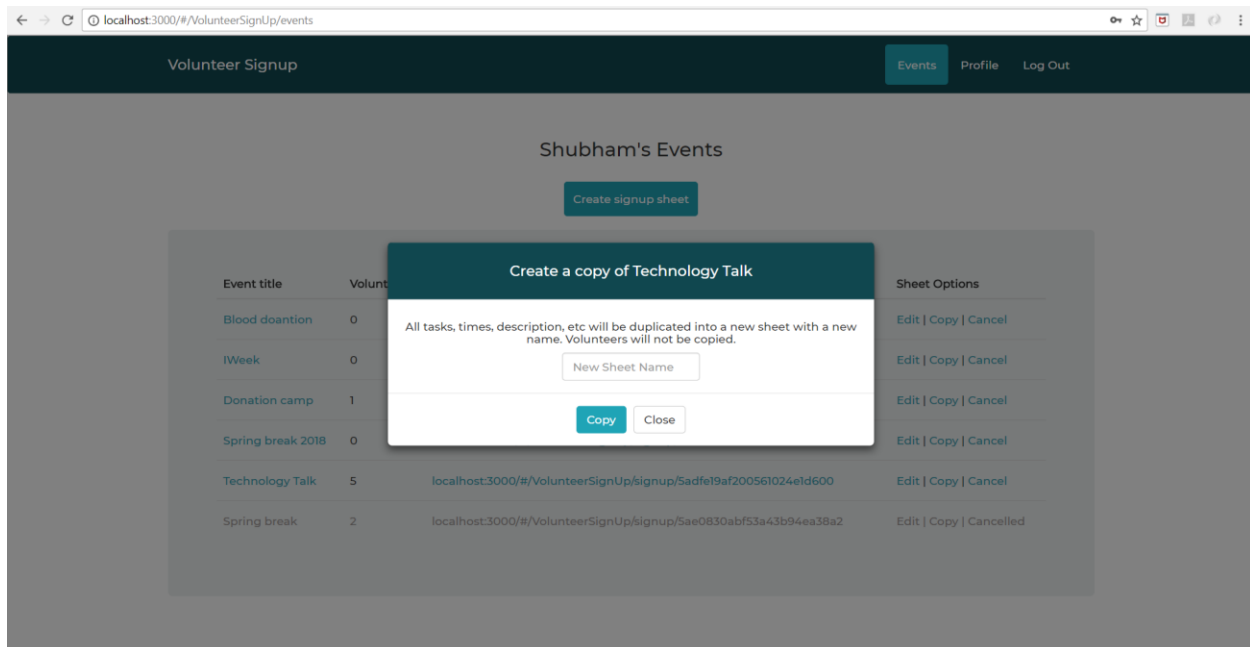 localhost:3000/#/VolunteerSignUp/events
Volunteer Signup
Events Profile Log Out
Shubham's Events
Create signup sheet
Create a copy of Technology Talk
All tasks, times, description, etc will be duplicated into a new sheet with a new
name. Volunteers will not be copied.
New Sheet Name
Copy Close
Event title Volunt Sheet Options
Blood doantion 0 Edit | Copy | Cancel
IWeek 0 Edit | Copy | Cancel
Donation camp 1 Edit | Copy | Cancel
Spring break 2018 0 Edit | Copy | Cancel
Technology Talk 5 localhost:3000/#/VolunteerSignUp/signup/5adfe19af200561024e1d600 Edit | Copy | Cancel
Spring break 2 localhost:3000/#/VolunteerSignUp/signup/5ae0830abf53a43b94ea38a2 Edit | Copy | Cancelled